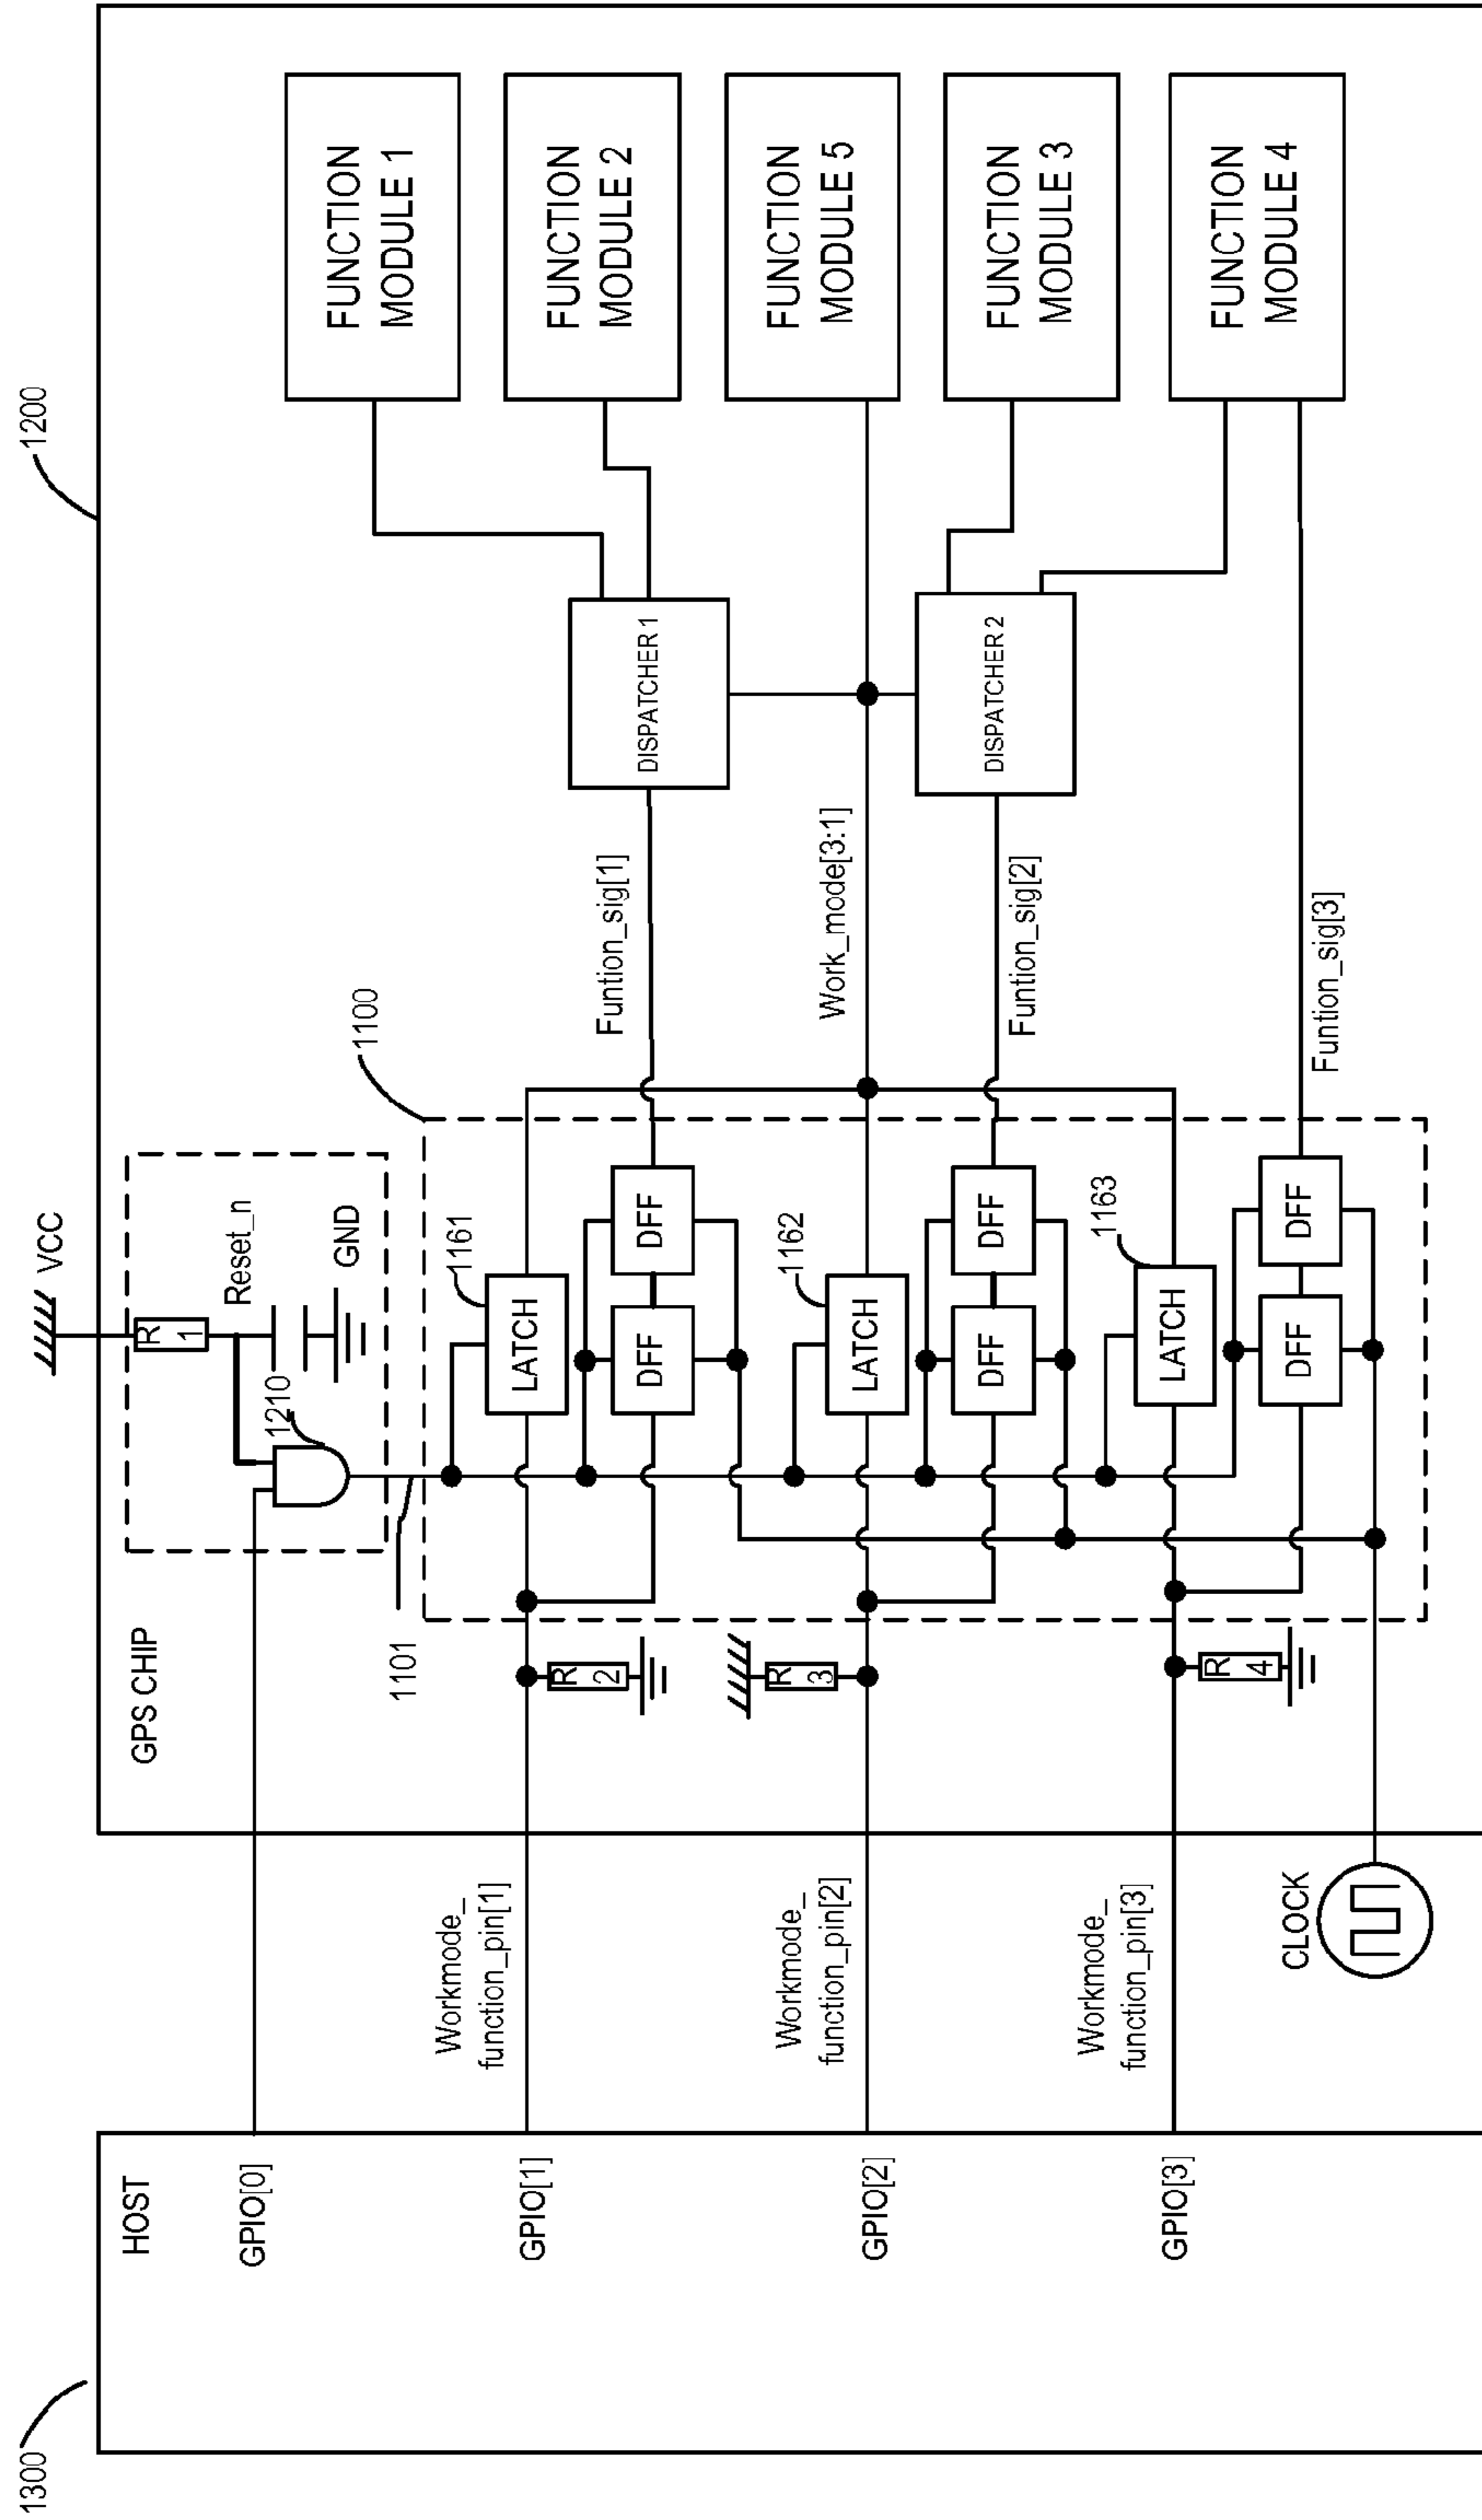 1300
HOST
GPIO[0]
GPIO[1]
GPIO[2]
GPIO[3]
Workmode_
function_pin[1]
Workmode_
function_pin[2]
Workmode_
function_pin[3]
CLOCK
1200
GPS CHIP
VCC
R
1
Reset_n
GND
1210
1101
1100
R
2
R
3
R
4
1161
LATCH
DFF
DFF
1162
LATCH
DFF
DFF
1163
LATCH
DFF
DFF
Funtion_sig[1]
Work_mode[3:1]
Funtion_sig[2]
Funtion_sig[3]
DISPATCHER 1
DISPATCHER 2
FUNCTION
MODULE 1
FUNCTION
MODULE 2
FUNCTION
MODULE 5
FUNCTION
MODULE 3
FUNCTION
MODULE 4